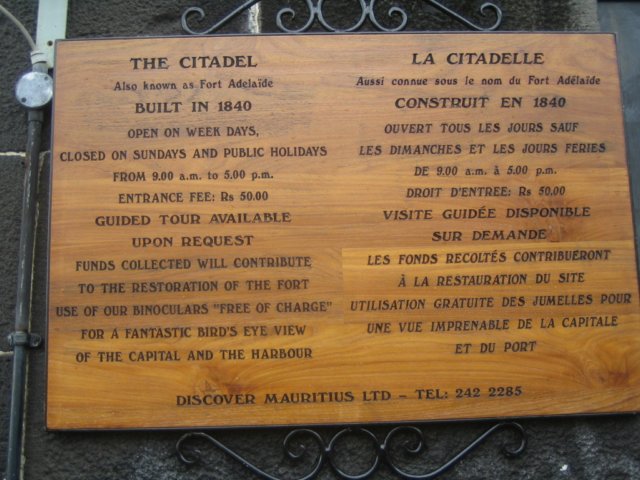 THE CITADEL
Also known as Fort Adelaïde
BUILT IN 1840
OPEN ON WEEK DAYS,
CLOSED ON SUNDAYS AND PUBLIC HOLIDAYS
FROM 9.00 a.m. to 5.00 p.m.
ENTRANCE FEE: Rs 50.00
GUIDED TOUR AVAILABLE
UPON REQUEST
FUNDS COLLECTED WILL CONTRIBUTE
TO THE RESTORATION OF THE FORT
USE OF OUR BINOCULARS "FREE OF CHARGE"
FOR A FANTASTIC BIRD'S EYE VIEW
OF THE CAPITAL AND THE HARBOUR
LA CITADELLE
Aussi connue sous le nom du Fort Adélaide
CONSTRUIT EN 1840
OUVERT TOUS LES JOURS SAUF
LES DIMANCHES ET LES JOURS FERIES
DE 9.00 a.m. à 5.00 p.m.
DROIT D'ENTREE: Rs 50.00
VISITE GUIDÉE DISPONIBLE
SUR DEMANDE
LES FONDS RECOLTÉS CONTRIBUERONT
À LA RESTAURATION DU SITE
UTILISATION GRATUITE DES JUMELLES POUR
UNE VUE IMPRENABLE DE LA CAPITALE
ET DU PORT
DISCOVER MAURITIUS LTD – TEL: 242 2285